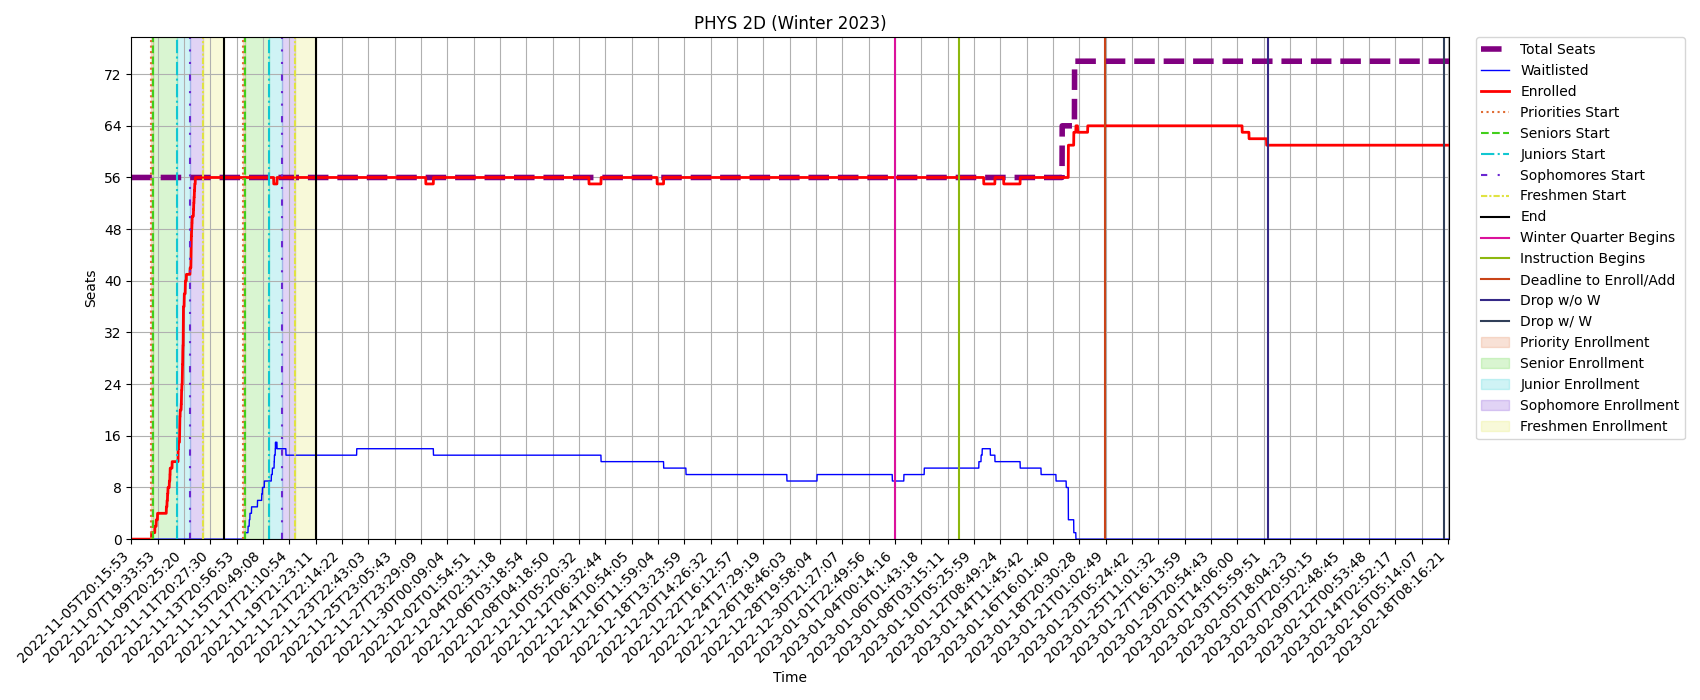 PHYS 2D (Winter 2023)
Seats
72
64
56
48
40
32
24
16
8
0
2022-11-05T20:15:53
2022-11-07T19:33:53
2022-11-09T20:25:20
2022-11-11T20:27:30
2022-11-13T20:56:53
2022-11-15T20:49:08
2022-11-17T21:10:54
2022-11-19T21:23:11
2022-11-21T22:14:22
2022-11-23T22:43:03
2022-11-25T23:05:43
2022-11-27T23:29:09
2022-11-30T00:09:04
2022-12-02T01:54:51
2022-12-04T02:31:18
2022-12-06T03:18:54
2022-12-08T04:18:50
2022-12-10T05:20:32
2022-12-12T06:32:44
2022-12-14T10:54:05
2022-12-16T11:59:04
2022-12-18T13:23:59
2022-12-20T14:26:32
2022-12-22T16:12:57
2022-12-24T17:29:19
2022-12-26T18:46:03
2022-12-28T19:58:04
2022-12-30T21:27:07
2023-01-01T22:49:56
2023-01-04T00:14:16
2023-01-06T01:43:18
2023-01-08T03:15:11
2023-01-10T05:25:59
2023-01-12T08:49:24
2023-01-14T11:45:42
2023-01-16T16:01:40
2023-01-18T20:30:28
2023-01-21T01:02:49
2023-01-23T05:24:42
2023-01-25T11:01:32
2023-01-27T16:13:59
2023-01-29T20:54:43
2023-02-01T14:06:00
2023-02-03T15:59:51
2023-02-05T18:04:23
2023-02-07T20:50:15
2023-02-09T22:48:45
2023-02-12T00:53:48
2023-02-14T02:52:17
2023-02-16T05:14:07
2023-02-18T08:16:21
Time
Total Seats
Waitlisted
Enrolled
Priorities Start
Seniors Start
Juniors Start
Sophomores Start
Freshmen Start
End
Winter Quarter Begins
Instruction Begins
Deadline to Enroll/Add
Drop w/o W
Drop w/ W
Priority Enrollment
Senior Enrollment
Junior Enrollment
Sophomore Enrollment
Freshmen Enrollment